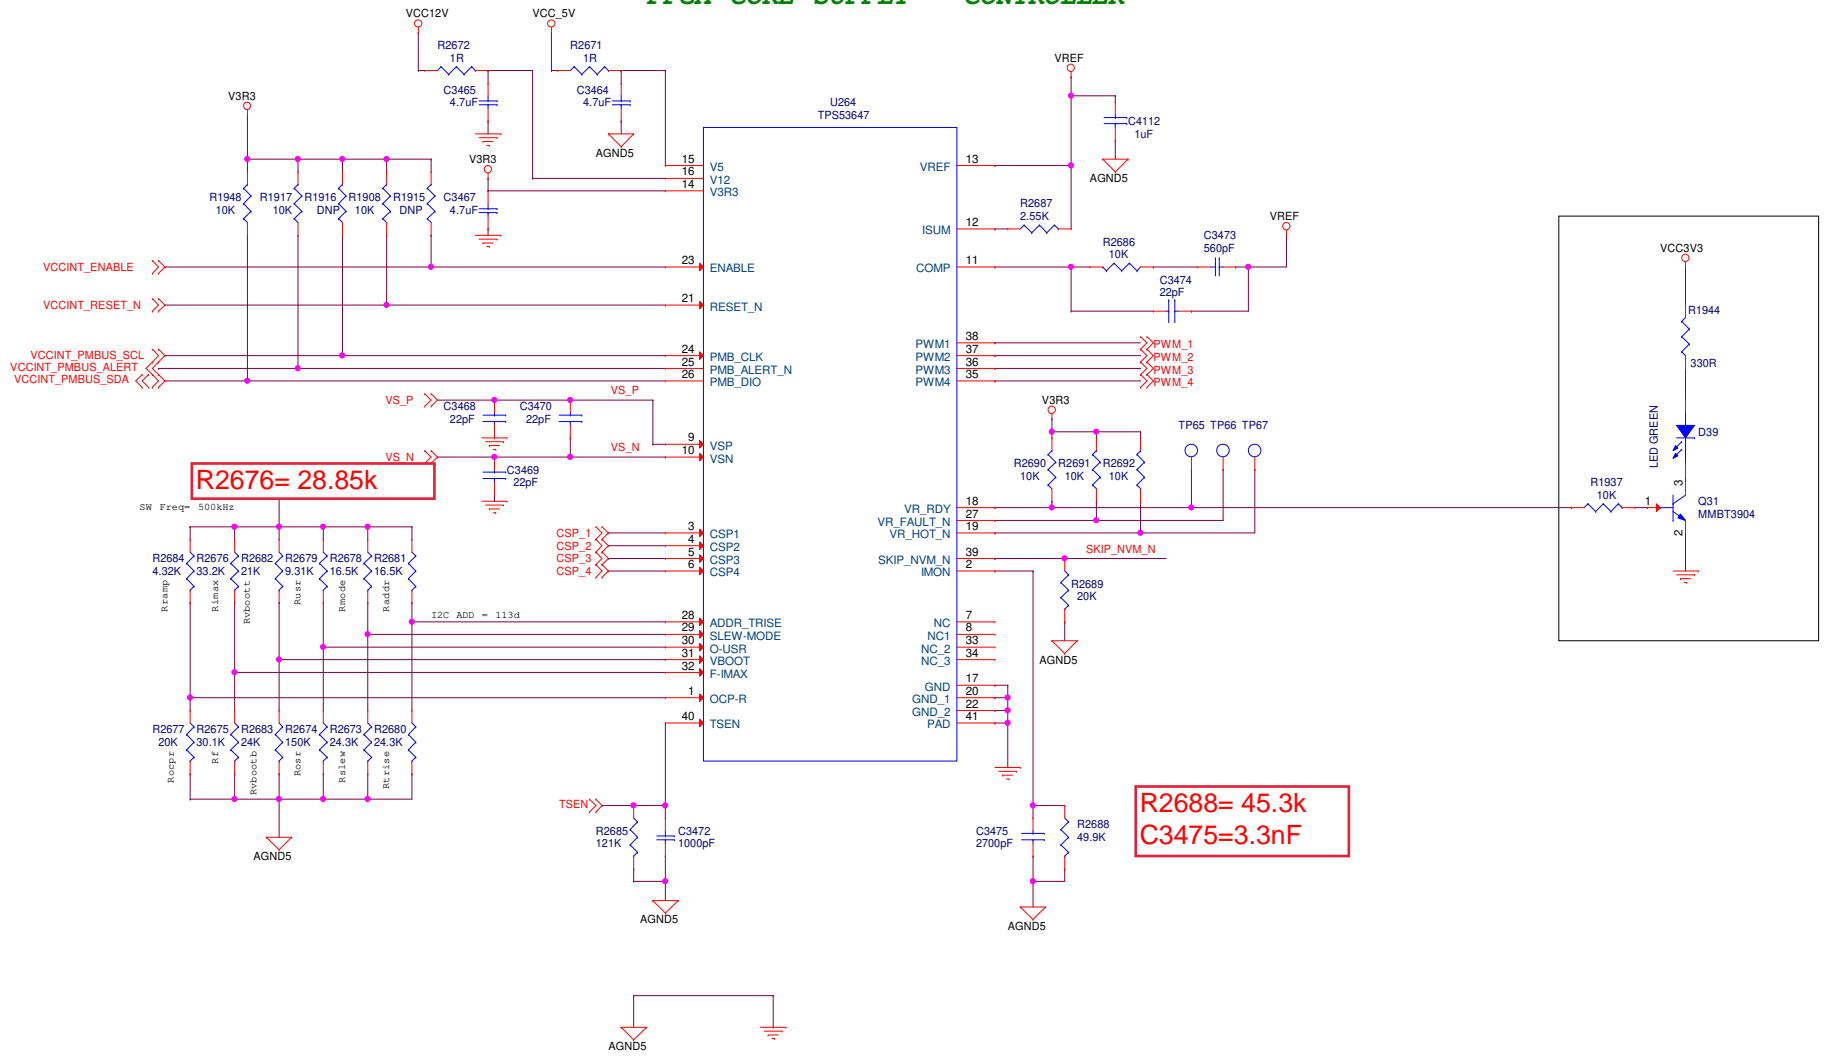 FPGA CORE SUPPLY - CONTROLLER
VCC12V
VCC_5V
R2672
1R
R2671
1R
C3465
4.7uF
C3464
4.7uF
AGND5
V3R3
V3R3
C3467
4.7uF
R1948
10K
R1917
10K
R1916
DNP
R1908
10K
R1915
DNP
VCCINT_ENABLE
VCCINT_RESET_N
VCCINT_PMBUS_SCL
VCCINT_PMBUS_ALERT
VCCINT_PMBUS_SDA
VS_P
VS_P
C3468
22pF
C3470
22pF
VS_N
VS_N
C3469
22pF
R2676= 28.85k
SW Freq= 500kHz
R2684
4.32K
Rramp
R2676
33.2K
Rimax
R2682
21K
Rvboott
R2679
9.31K
Rusr
R2678
16.5K
Rmode
R2681
16.5K
Raddr
CSP_1
CSP_2
CSP_3
CSP_4
I2C ADD = 113d
R2677
20K
Rocpr
R2675
30.1K
Rf
R2683
24K
Rvbootb
R2674
150K
Rosr
R2673
24.3K
Rslew
R2680
24.3K
Rtrise
AGND5
TSEN
R2685
121K
C3472
1000pF
AGND5
U264
TPS53647
15 V5
16 V12
14 V3R3
23 ENABLE
21 RESET_N
24 PMB_CLK
25 PMB_ALERT_N
26 PMB_DIO
9 VSP
10 VSN
3 CSP1
4 CSP2
5 CSP3
6 CSP4
28 ADDR_TRISE
29 SLEW-MODE
30 O-USR
31 VBOOT
32 F-IMAX
1 OCP-R
40 TSEN
VREF 13
ISUM 12
COMP 11
PWM1 38
PWM2 37
PWM3 36
PWM4 35
VR_RDY 18
VR_FAULT_N 27
VR_HOT_N 19
SKIP_NVM_N 39
IMON 2
NC 7
NC1 8
NC_2 33
NC_3 34
GND 17
GND_1 20
GND_2 22
PAD 41
VREF
C4112
1uF
AGND5
R2687
2.55K
VREF
R2686
10K
C3473
560pF
C3474
22pF
PWM_1
PWM_2
PWM_3
PWM_4
V3R3
R2690
10K
R2691
10K
R2692
10K
TP65 TP66 TP67
SKIP_NVM_N
R2689
20K
AGND5
C3475
2700pF
R2688
49.9K
AGND5
R2688= 45.3k
C3475=3.3nF
VCC3V3
R1944
330R
LED GREEN
D39
R1937
10K
1
3
2
Q31
MMBT3904
AGND5